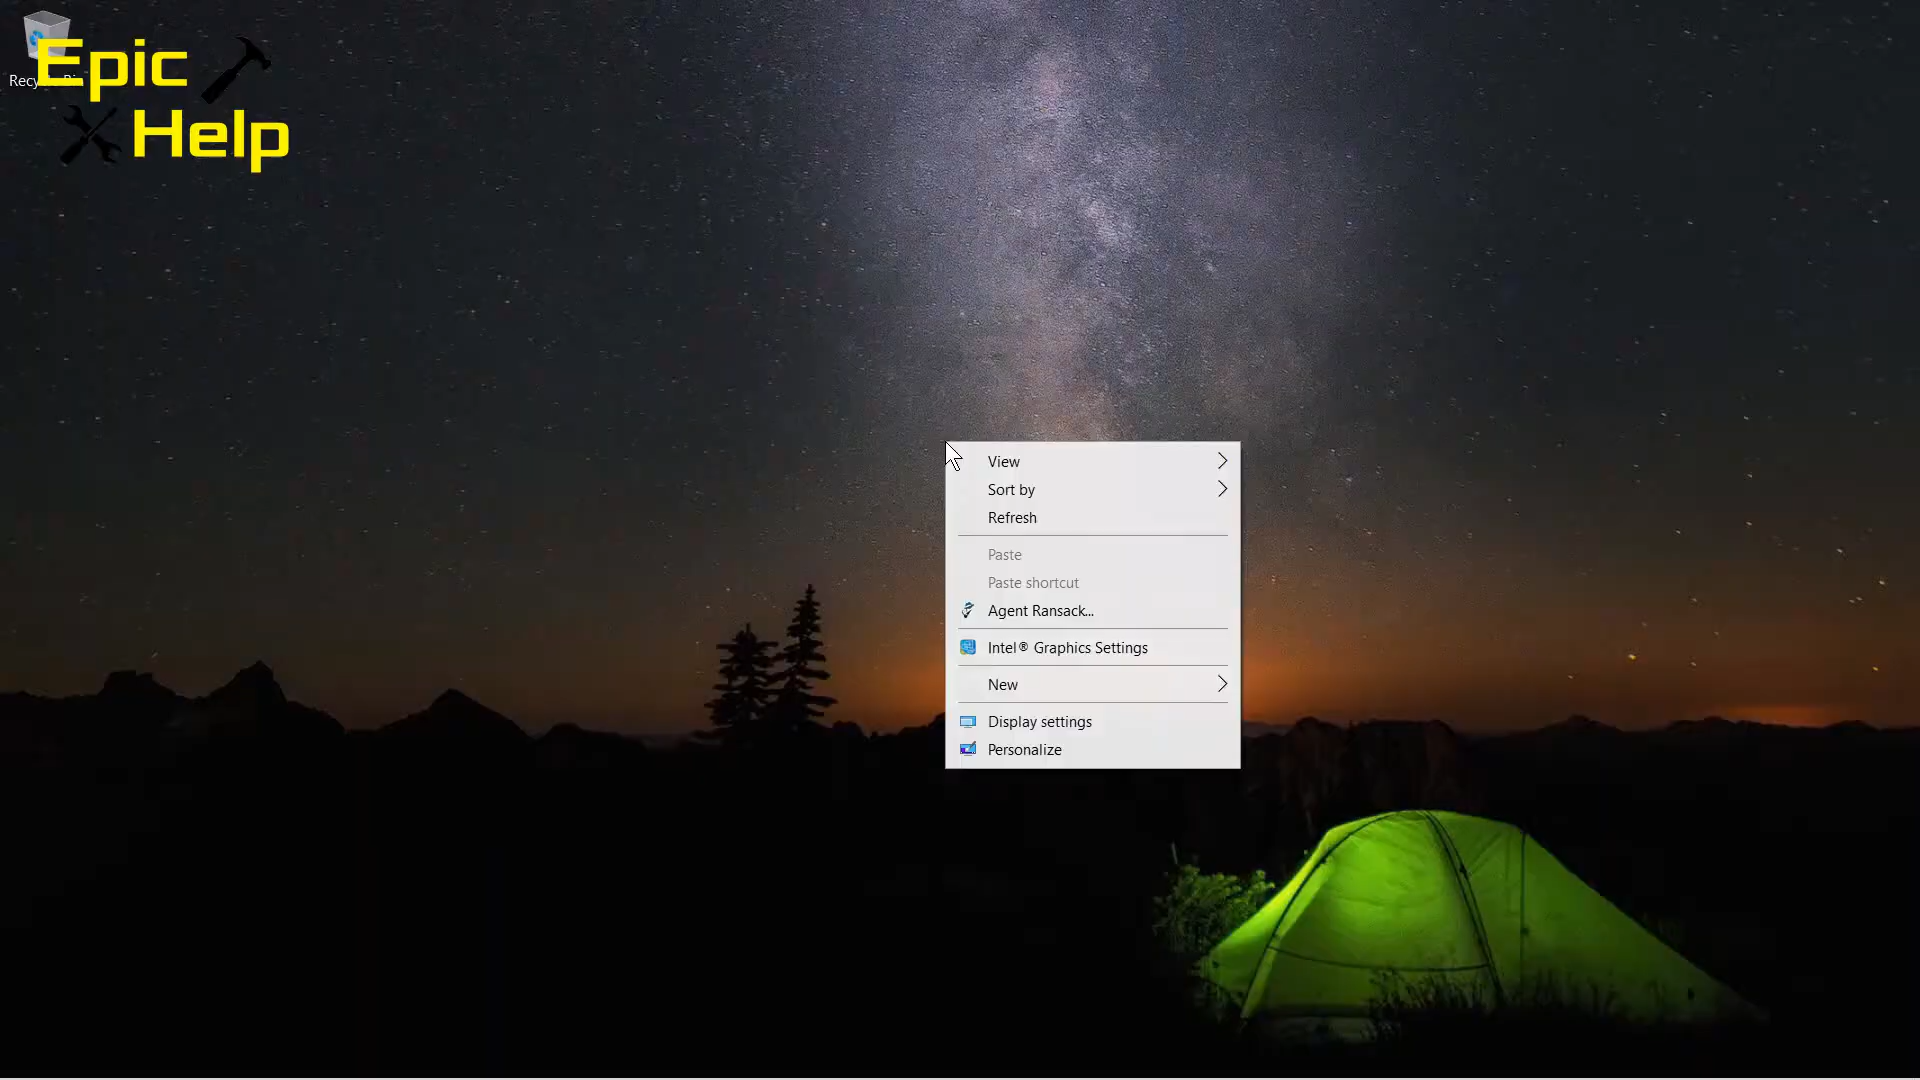 Epic
Help
View
Sort by
Refresh
Paste
Paste shortcut
Agent Ransack...
Intel® Graphics Settings
New
Display settings
Personalize